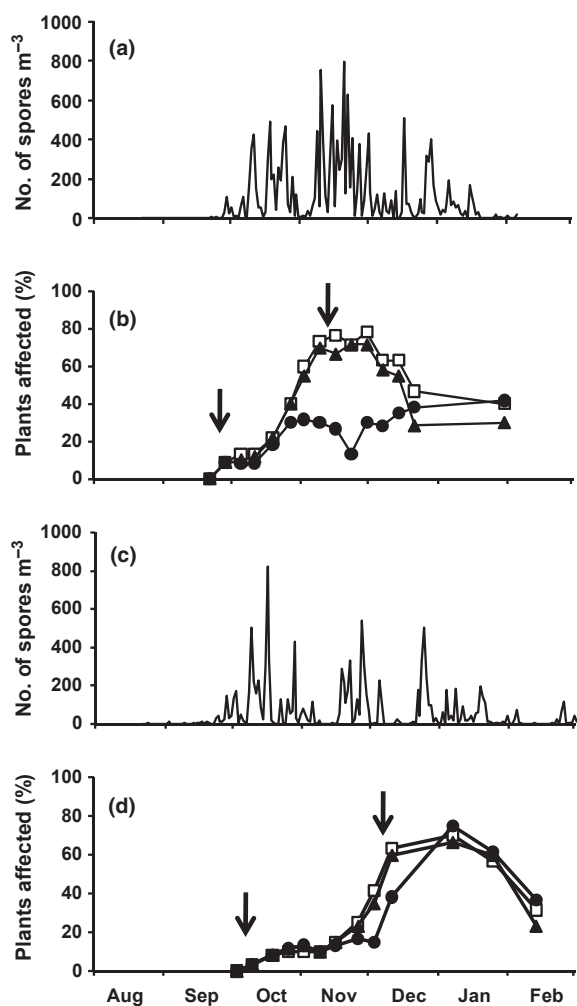 (a)
No. of spores m⁻³
1000
800
600
400
200
0
(b)
Plants affected (%)
100
80
60
40
20
0
(c)
No. of spores m⁻³
1000
800
600
400
200
0
(d)
Plants affected (%)
100
80
60
40
20
0
Aug Sep Oct Nov Dec Jan Feb